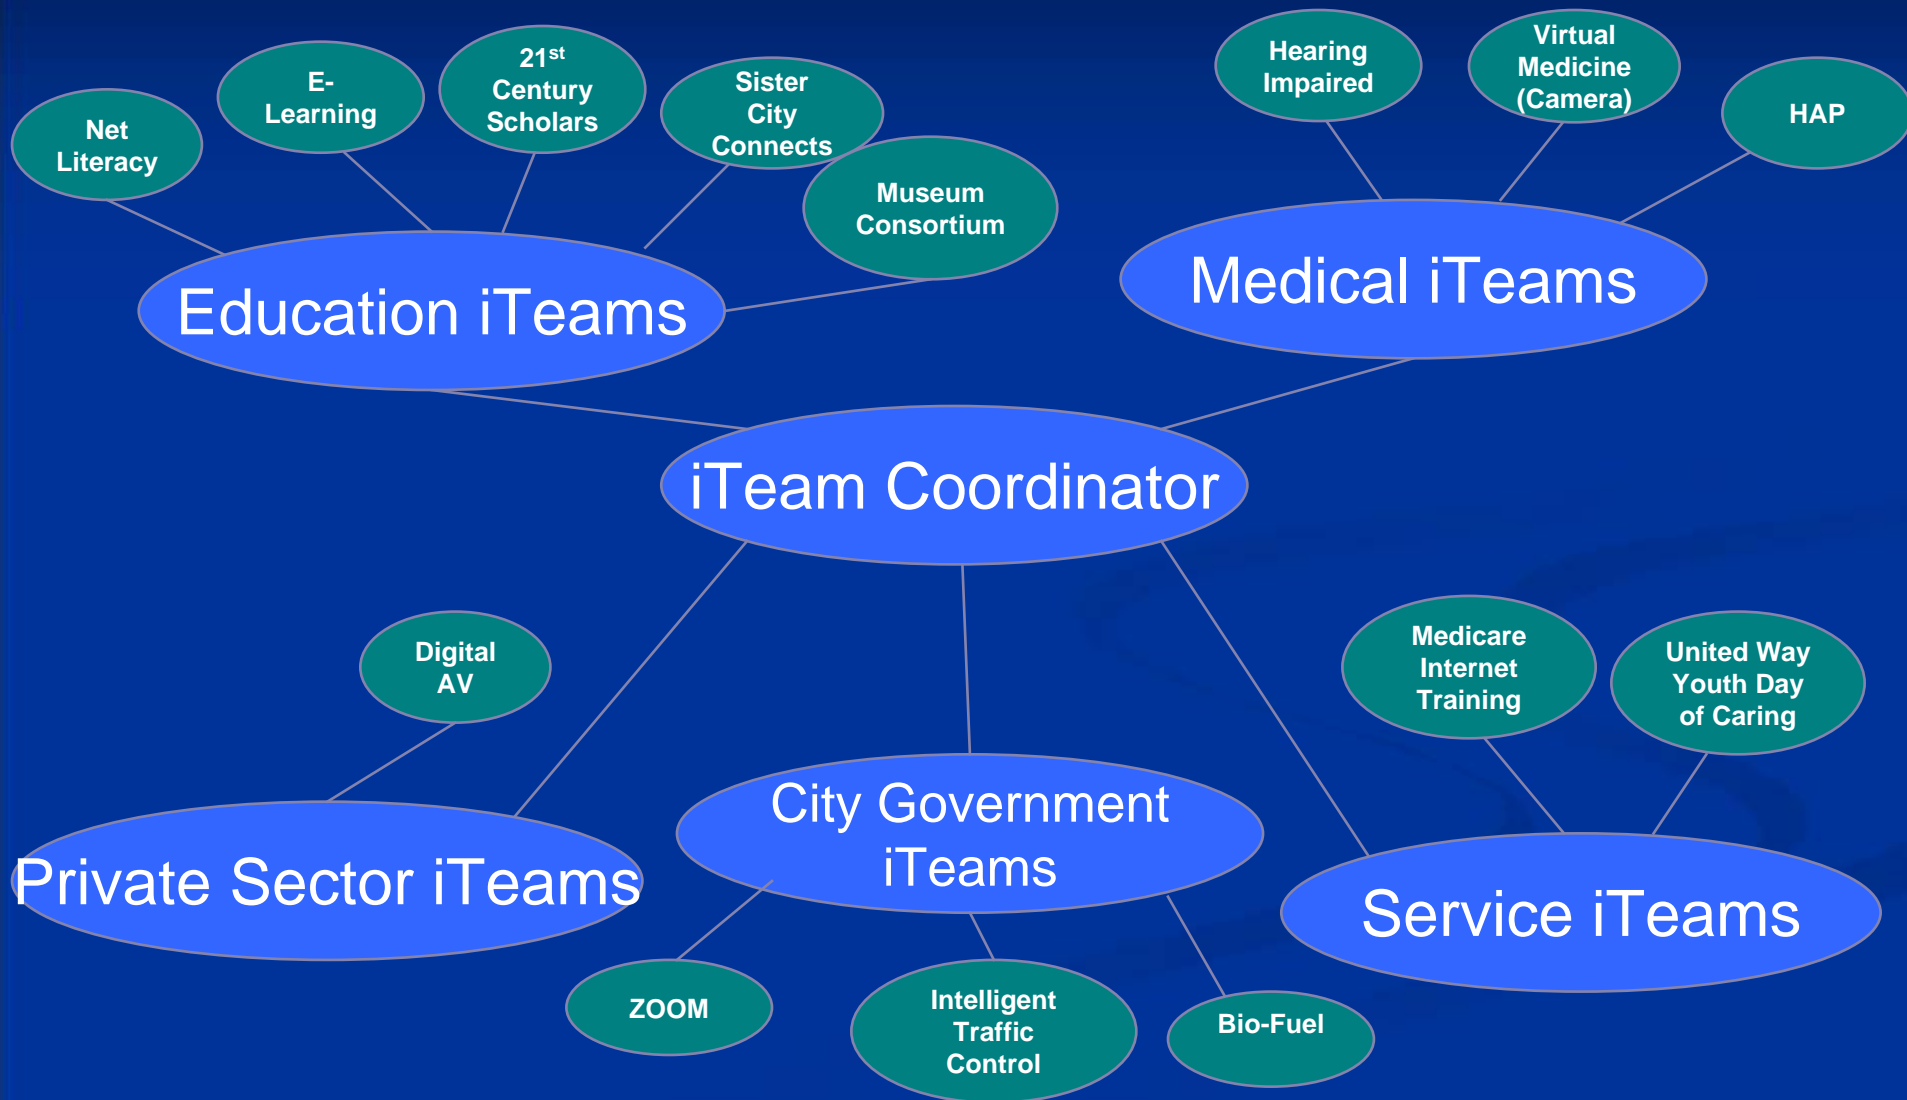 Net
Literacy
E-
Learning
21st
Century
Scholars
Sister
City
Connects
Museum
Consortium
Hearing
Impaired
Virtual
Medicine
(Camera)
HAP
Education iTeams
Medical iTeams
iTeam Coordinator
Digital
AV
Medicare
Internet
Training
United Way
Youth Day
of Caring
Private Sector iTeams
City Government
iTeams
Service iTeams
ZOOM
Intelligent
Traffic
Control
Bio-Fuel